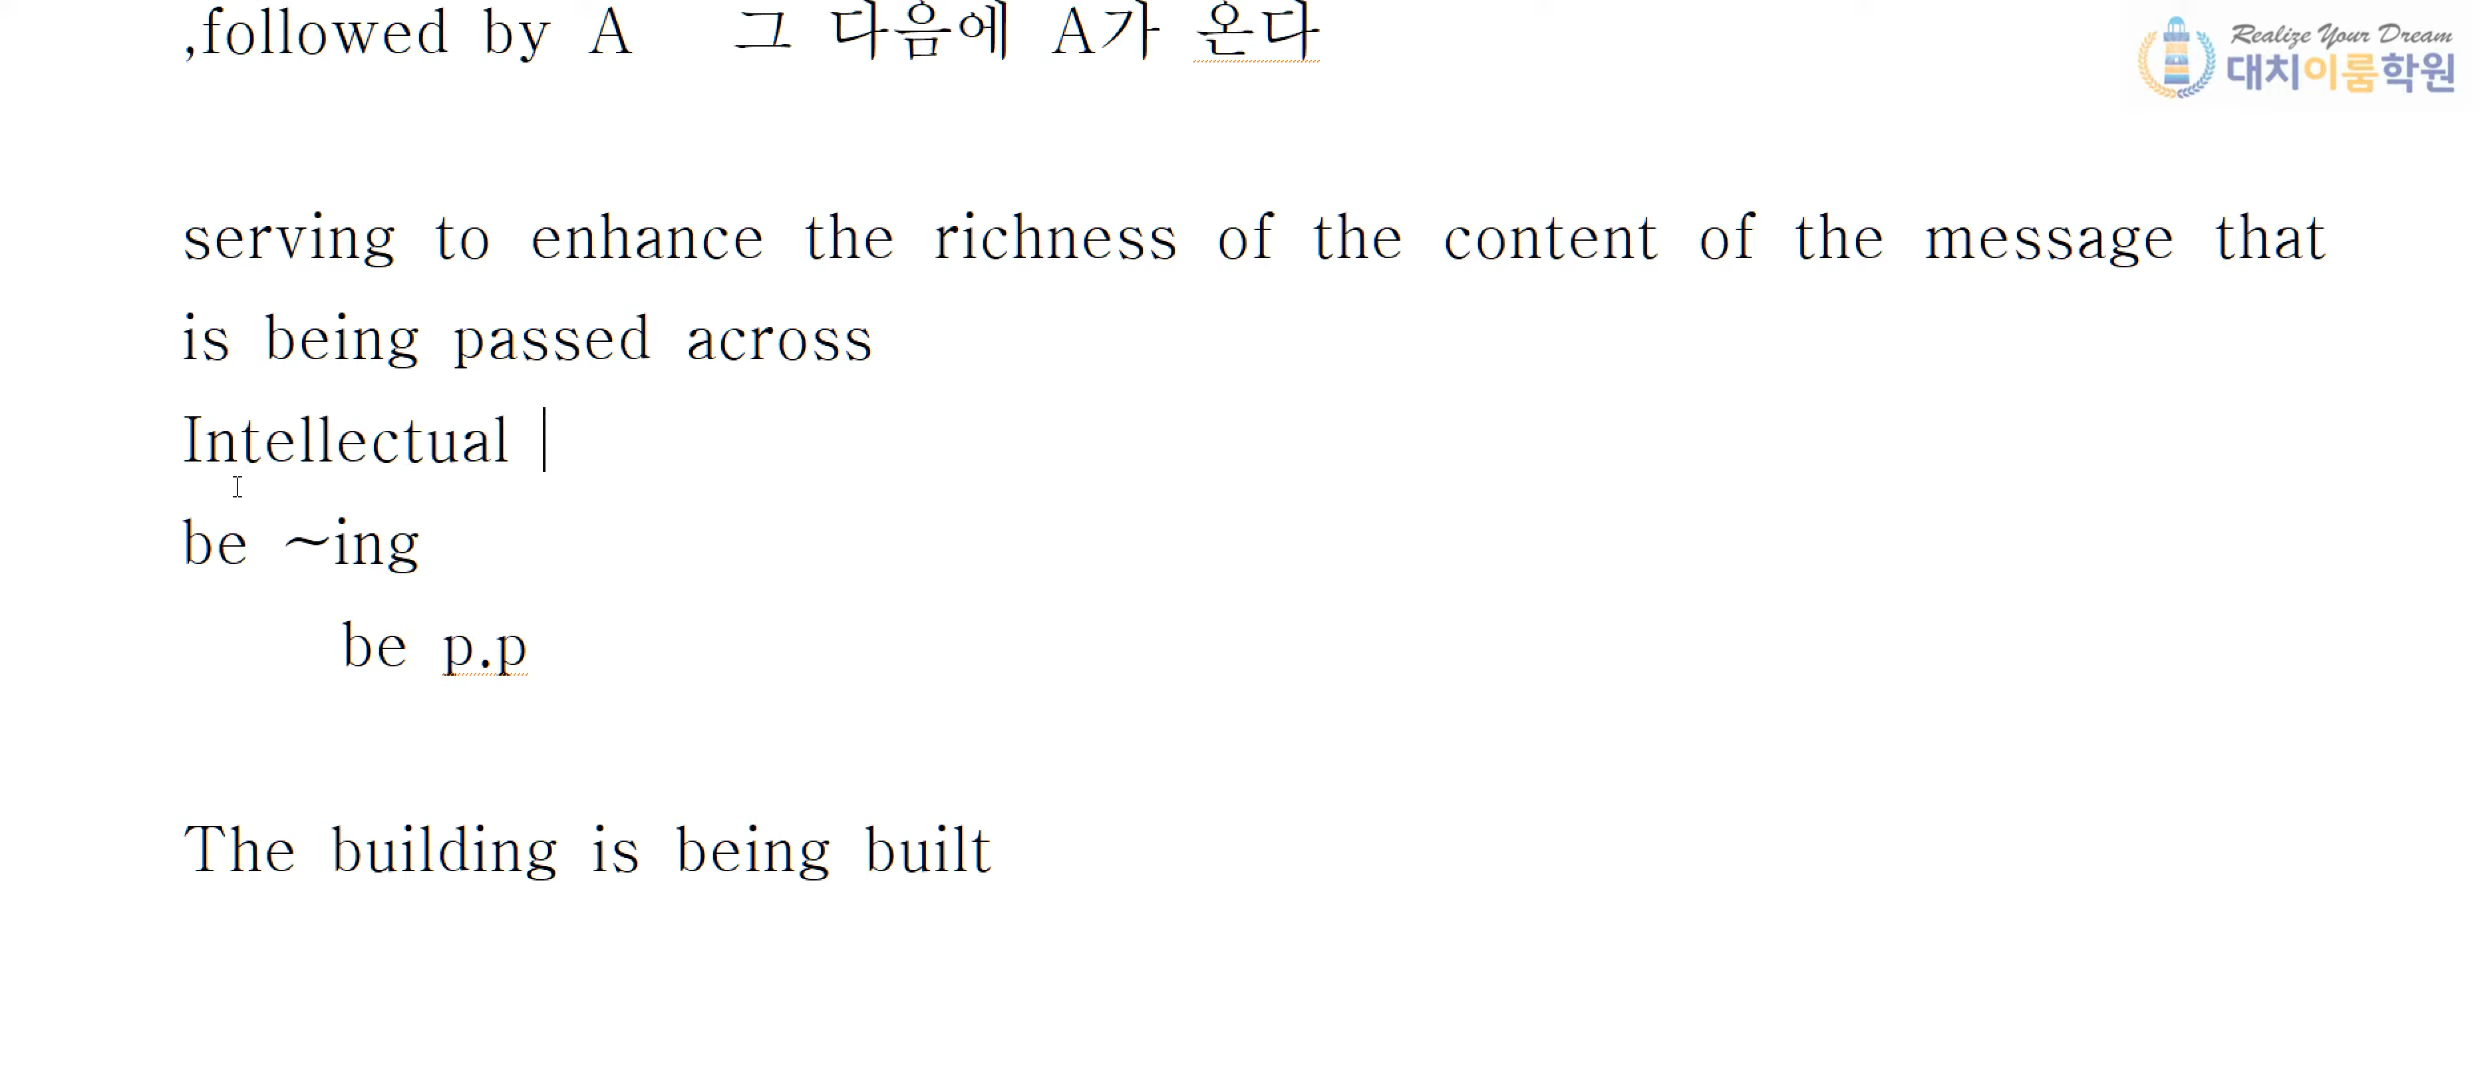 ,followed by A 그 다음에 A가 온다
Realize Your Dream
대치이룸학원
serving to enhance the richness of the content of the message that
is being passed across
Intellectual
be ~ing
be p.p
The building is being built